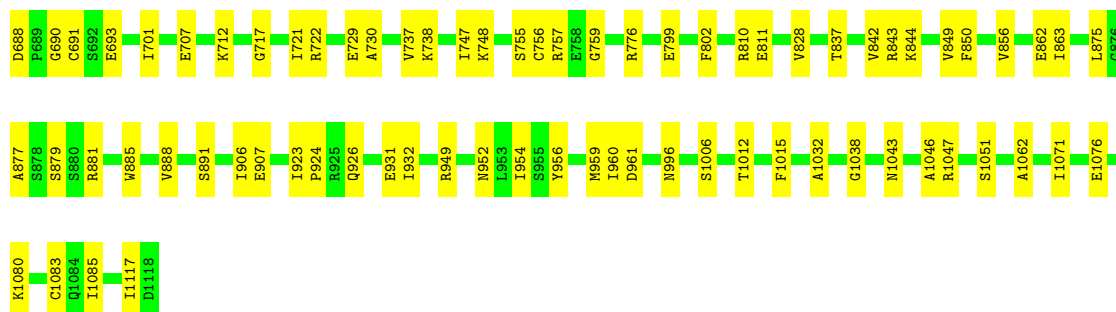 D688 P689 G690 C691 S692 E693 I701 E707 K712 G717 I721 R722 E729 A730 V737 K738 I747 K748 S755 C756 R757 E758 G759 R776 E799 F802 R810 E811 V828 T837 V842 R843 K844 V849 F850 V856 E862 I863 L875 G876
A877 S878 S879 S880 R881 W885 V888 S891 I906 E907 I923 P924 R925 Q926 E931 I932 R949 N952 L953 I954 S955 Y956 M959 I960 D961 N996 S1006 T1012 F1015 A1032 G1038 N1043 A1046 R1047 S1051 A1062 I1071 E1076
K1080 C1083 Q1084 I1085 I1117 D1118